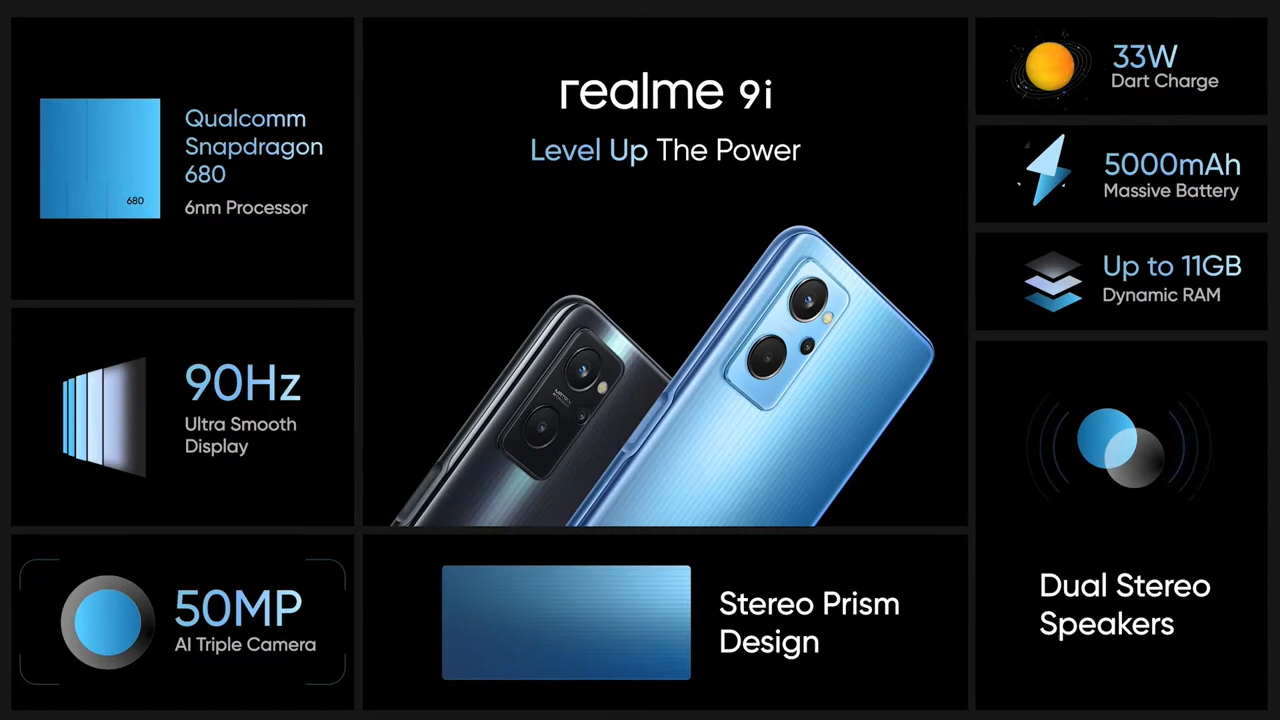 Qualcomm
Snapdragon
680
6nm Processor
680
90Hz
Ultra Smooth
Display
50MP
AI Triple Camera
realme 9i
Level Up The Power
Stereo Prism
Design
33W
Dart Charge
5000mAh
Massive Battery
Up to 11GB
Dynamic RAM
Dual Stereo
Speakers